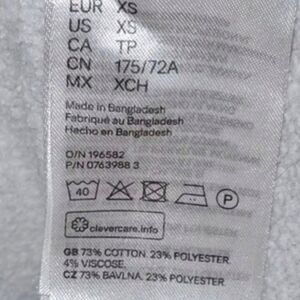 EUR XS
US XS
CA TP
CN 175/72A
MX XCH
Made in Bangladesh
Fabriqué au Bangladesh
Hecho en Bangladesh
O/N 196582
P/N 0763988 3
40 P
clevercare.info
GB 73% COTTON. 23% POLYESTER
4% VISCOSE.
CZ 73% BAVLNA. 23% POLYESTER